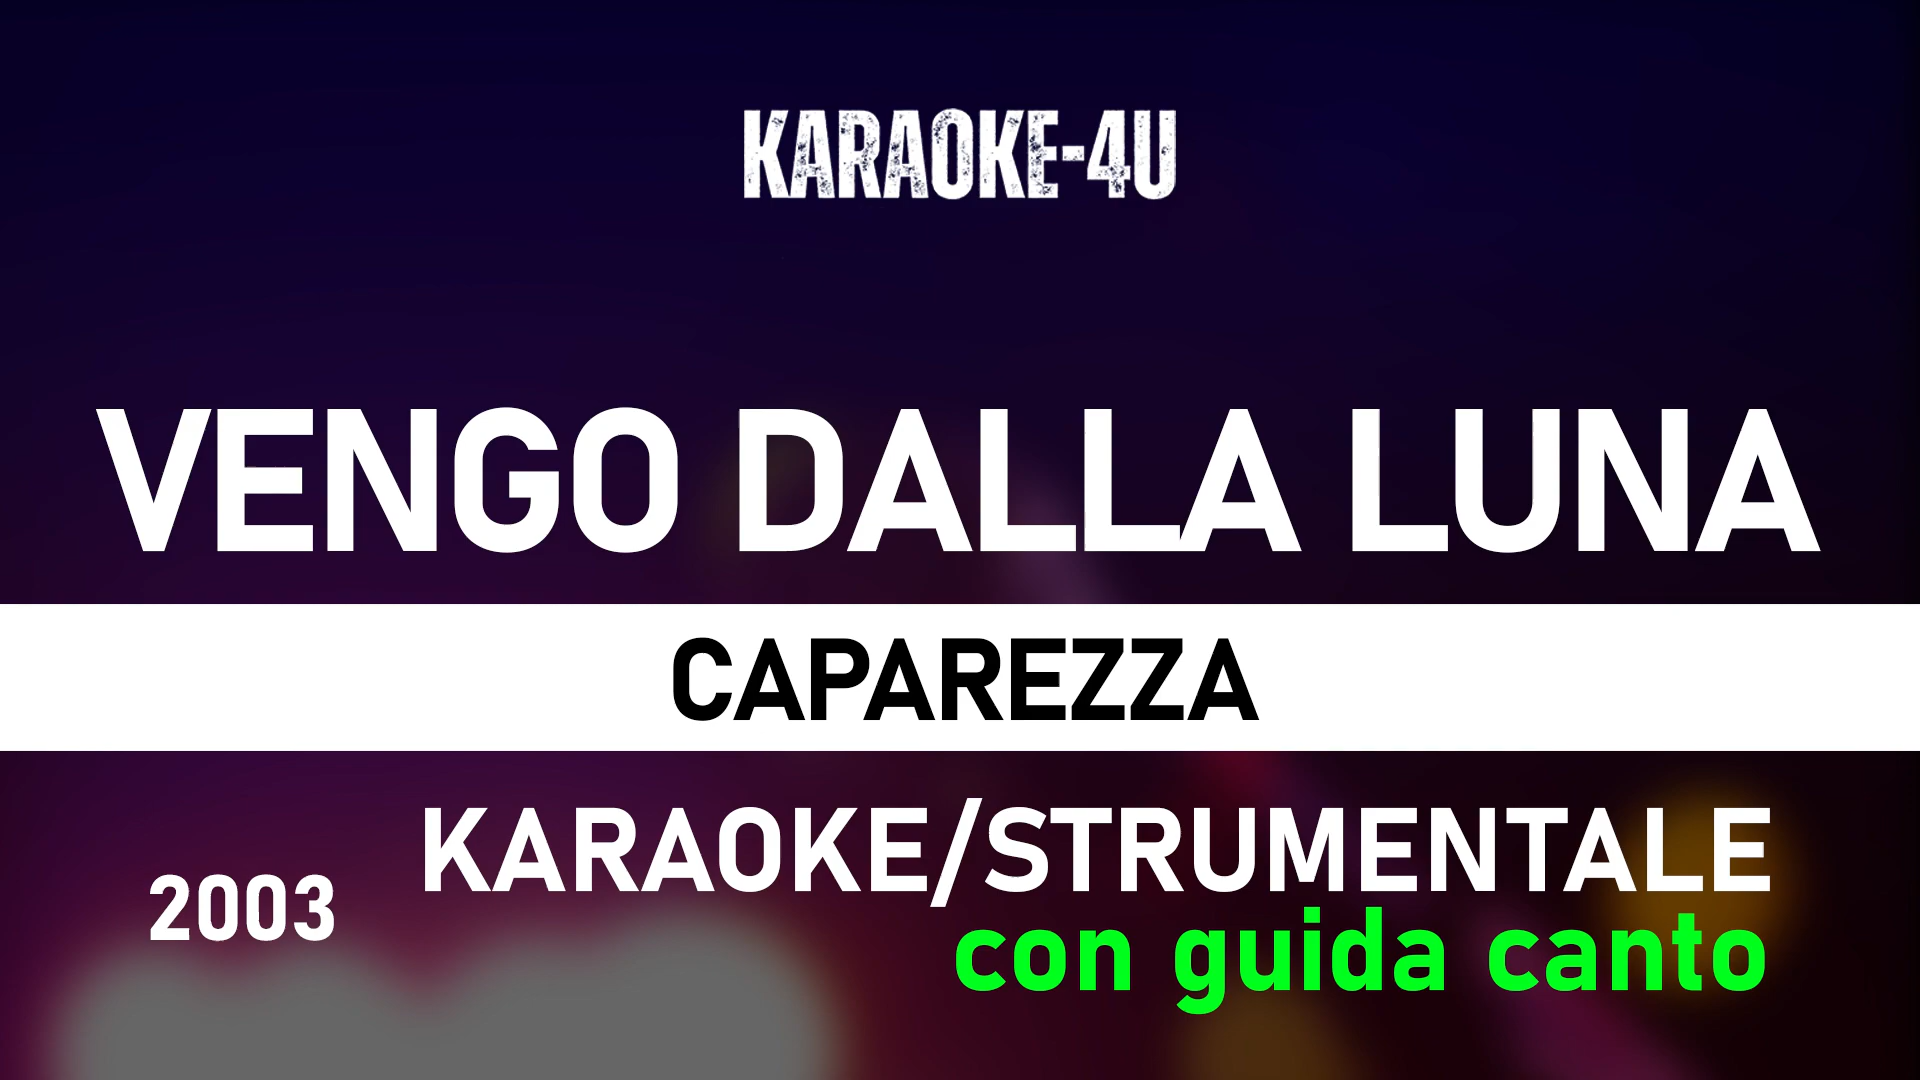 KARAOKE-4U
VENGO DALLA LUNA
CAPAREZZA
KARAOKE/STRUMENTALE
2003
con guida canto